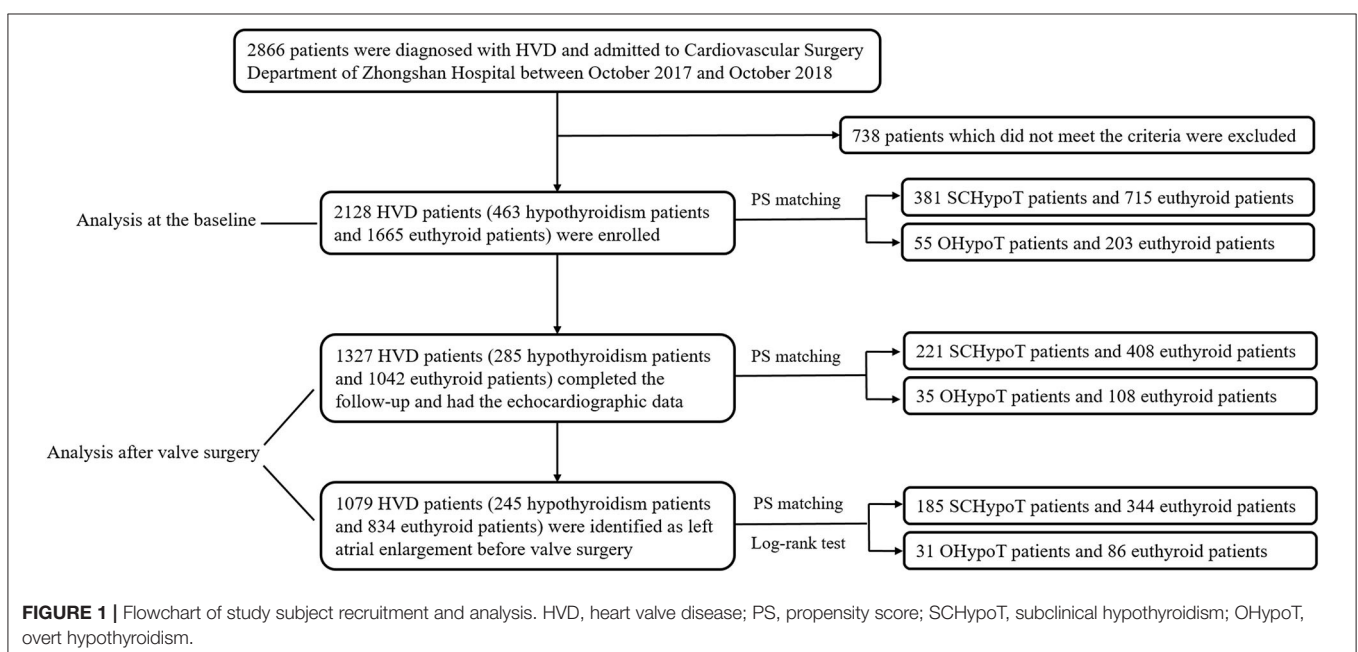 2866 patients were diagnosed with HVD and admitted to Cardiovascular Surgery
Department of Zhongshan Hospital between October 2017 and October 2018
738 patients which did not meet the criteria were excluded
Analysis at the baseline
2128 HVD patients (463 hypothyroidism patients
and 1665 euthyroid patients) were enrolled
PS matching
381 SCHypoT patients and 715 euthyroid patients
55 OHypoT patients and 203 euthyroid patients
1327 HVD patients (285 hypothyroidism patients
and 1042 euthyroid patients) completed the
follow-up and had the echocardiographic data
PS matching
221 SCHypoT patients and 408 euthyroid patients
35 OHypoT patients and 108 euthyroid patients
Analysis after valve surgery
1079 HVD patients (245 hypothyroidism patients
and 834 euthyroid patients) were identified as left
atrial enlargement before valve surgery
PS matching
Log-rank test
185 SCHypoT patients and 344 euthyroid patients
31 OHypoT patients and 86 euthyroid patients
FIGURE 1 | Flowchart of study subject recruitment and analysis. HVD, heart valve disease; PS, propensity score; SCHypoT, subclinical hypothyroidism; OHypoT,
overt hypothyroidism.